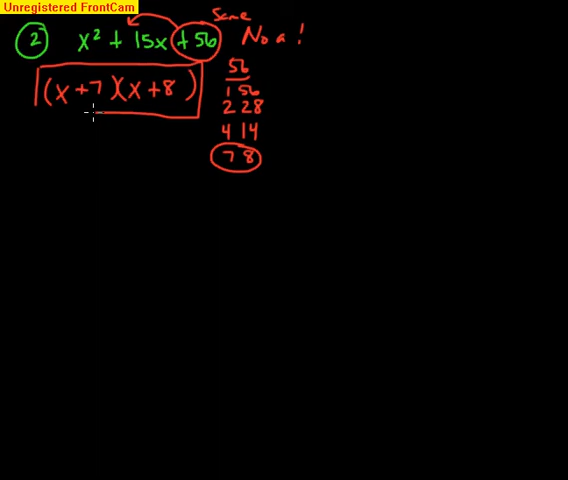 Unregistered FrontCam
Same
2 x² + 15x + 56 No a !
(x + 7)(x + 8)
56
1 56
2 28
4 14
7 8